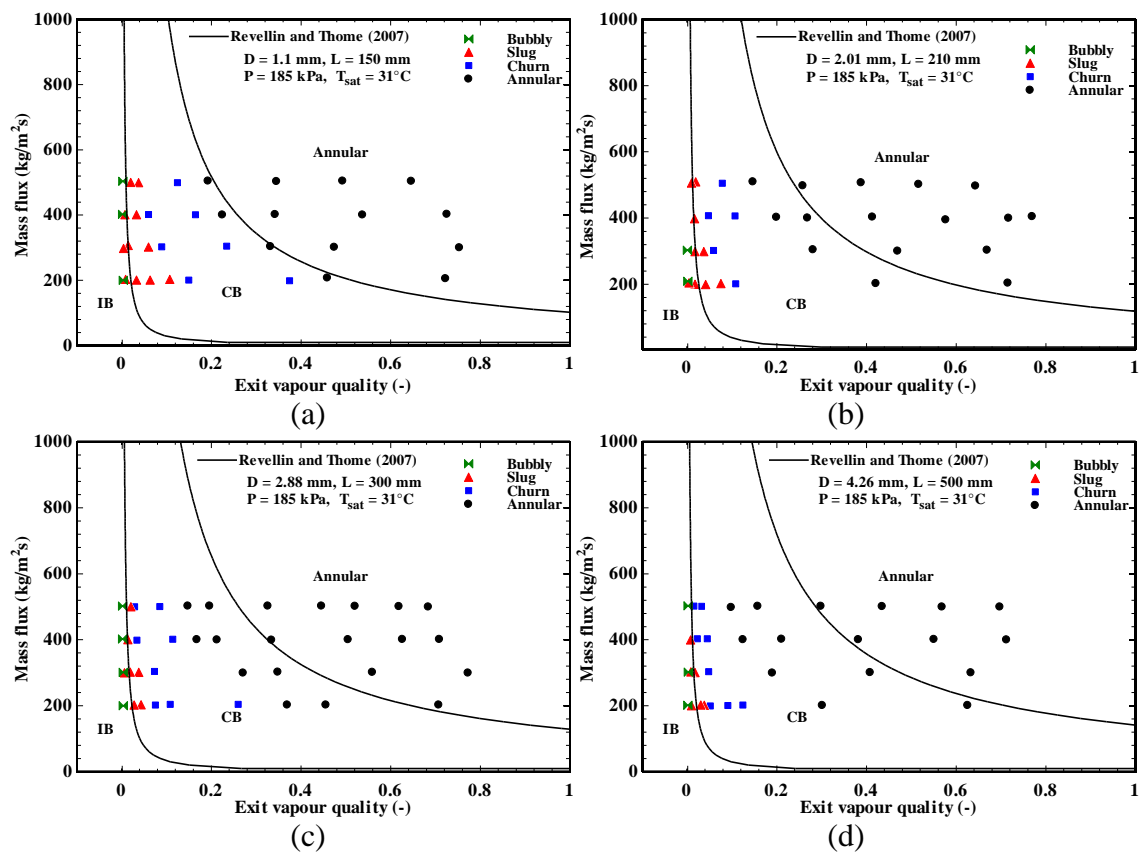 1000
800
600
400
200
0
Mass flux (kg/m²s)
Revellin and Thome (2007)
D = 1.1 mm, L = 150 mm
P = 185 kPa, T_sat = 31°C
Bubbly
Slug
Churn
Annular
Annular
IB
CB
0 0.2 0.4 0.6 0.8 1
Exit vapour quality (-)
(a)
1000
800
600
400
200
Mass flux (kg/m²s)
Revellin and Thome (2007)
D = 2.01 mm, L = 210 mm
P = 185 kPa, T_sat = 31°C
Bubbly
Slug
Churn
Annular
Annular
IB
CB
0 0.2 0.4 0.6 0.8 1
Exit vapour quality (-)
(b)
1000
800
600
400
200
0
Mass flux (kg/m²s)
Revellin and Thome (2007)
D = 2.88 mm, L = 300 mm
P = 185 kPa, T_sat = 31°C
Bubbly
Slug
Churn
Annular
Annular
IB
CB
0 0.2 0.4 0.6 0.8 1
Exit vapour quality (-)
(c)
1000
800
600
400
200
0
Mass flux (kg/m²s)
Revellin and Thome (2007)
D = 4.26 mm, L = 500 mm
P = 185 kPa, T_sat = 31°C
Bubbly
Slug
Churn
Annular
Annular
IB
CB
0 0.2 0.4 0.6 0.8 1
Exit vapour quality (-)
(d)